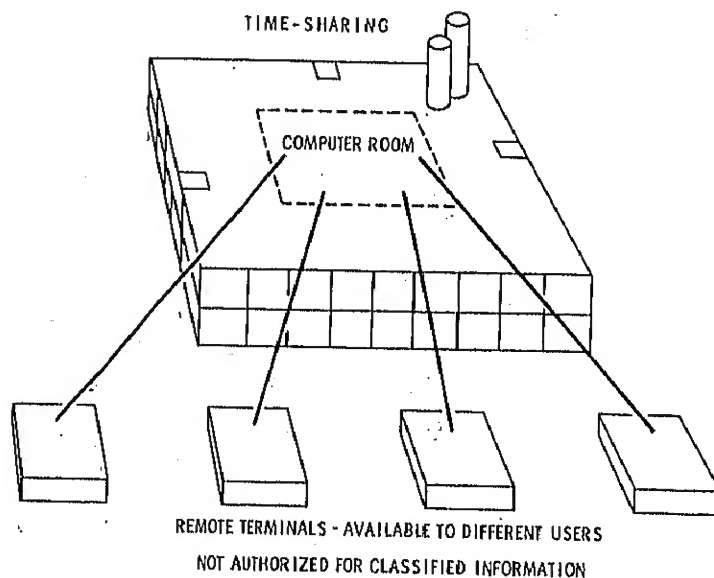 TIME-SHARING
COMPUTER ROOM
REMOTE TERMINALS - AVAILABLE TO DIFFERENT USERS
NOT AUTHORIZED FOR CLASSIFIED INFORMATION